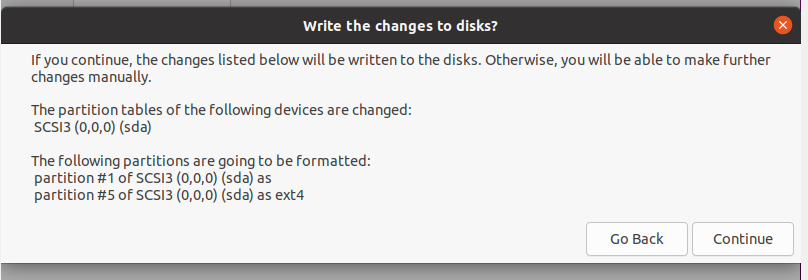 Write the changes to disks?
If you continue, the changes listed below will be written to the disks. Otherwise, you will be able to make further
changes manually.
The partition tables of the following devices are changed:
SCSI3 (0,0,0) (sda)
The following partitions are going to be formatted:
partition #1 of SCSI3 (0,0,0) (sda) as
partition #5 of SCSI3 (0,0,0) (sda) as ext4
Go Back
Continue